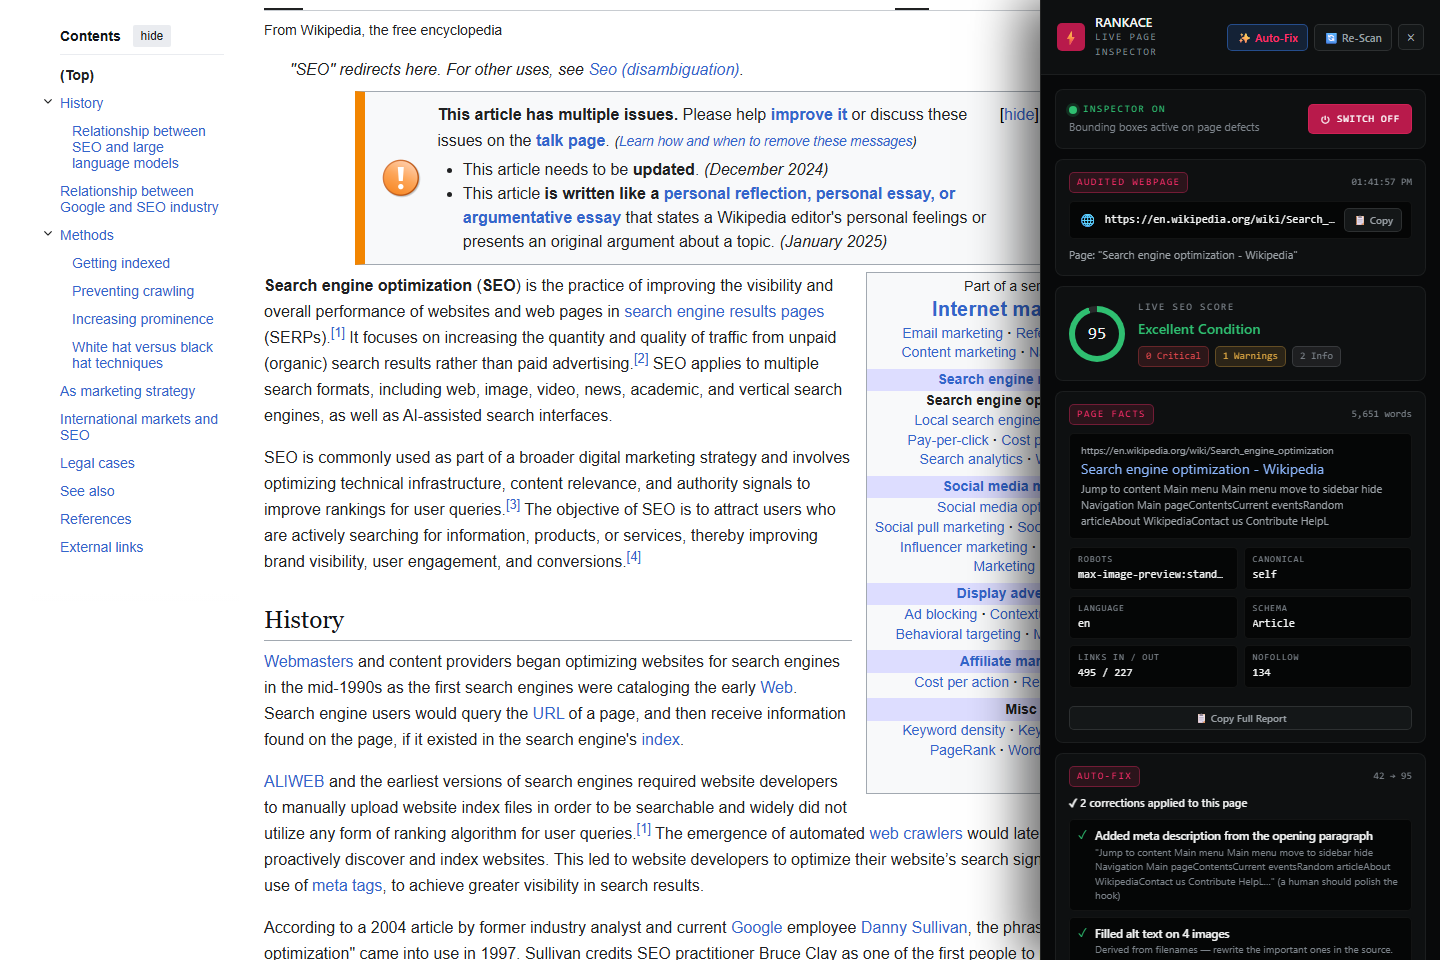 Contents hide
(Top)
History
Relationship between
SEO and large
language models
Relationship between
Google and SEO industry
Methods
Getting indexed
Preventing crawling
Increasing prominence
White hat versus black
hat techniques
As marketing strategy
International markets and
SEO
Legal cases
See also
References
External links
From Wikipedia, the free encyclopedia
"SEO" redirects here. For other uses, see Seo (disambiguation).
This article has multiple issues. Please help improve it or discuss these [hide]
issues on the talk page. (Learn how and when to remove these messages)
• This article needs to be updated. (December 2024)
• This article is written like a personal reflection, personal essay, or
argumentative essay that states a Wikipedia editor's personal feelings or
presents an original argument about a topic. (January 2025)
Search engine optimization (SEO) is the practice of improving the visibility and
overall performance of websites and web pages in search engine results pages
(SERPs).[1] It focuses on increasing the quantity and quality of traffic from unpaid
(organic) search results rather than paid advertising.[2] SEO applies to multiple
search formats, including web, image, video, news, academic, and vertical search
engines, as well as AI-assisted search interfaces.
SEO is commonly used as part of a broader digital marketing strategy and involves
optimizing technical infrastructure, content relevance, and authority signals to
improve rankings for user queries.[3] The objective of SEO is to attract users who
are actively searching for information, products, or services, thereby improving
brand visibility, user engagement, and conversions.[4]
Part of a ser
Internet ma
Email marketing · Refe
Content marketing · N
Search engine
Search engine op
Local search engine
Pay-per-click · Cost p
Search analytics ·
Social media m
Social media opt
Social pull marketing · Soc
Influencer marketing ·
Marketing
Display adve
Ad blocking · Contextu
Behavioral targeting ·
Affiliate mar
Cost per action · Re
Misc
Keyword density · Key
PageRank · Word
History
Webmasters and content providers began optimizing websites for search engines
in the mid-1990s as the first search engines were cataloging the early Web.
Search engine users would query the URL of a page, and then receive information
found on the page, if it existed in the search engine's index.
ALIWEB and the earliest versions of search engines required website developers
to manually upload website index files in order to be searchable and widely did not
utilize any form of ranking algorithm for user queries.[1] The emergence of automated web crawlers would late
proactively discover and index websites. This led to website developers to optimize their website's search sign
use of meta tags, to achieve greater visibility in search results.
According to a 2004 article by former industry analyst and current Google employee Danny Sullivan, the phras
optimization" came into use in 1997. Sullivan credits SEO practitioner Bruce Clay as one of the first people to
RANKACE
LIVE PAGE
INSPECTOR
✨ Auto-Fix
Re-Scan
✕
INSPECTOR ON
Bounding boxes active on page defects
SWITCH OFF
AUDITED WEBPAGE 01:41:57 PM
https://en.wikipedia.org/wiki/Search_… Copy
Page: "Search engine optimization - Wikipedia"
95
LIVE SEO SCORE
Excellent Condition
0 Critical 1 Warnings 2 Info
PAGE FACTS 5,651 words
https://en.wikipedia.org/wiki/Search_engine_optimization
Search engine optimization - Wikipedia
Jump to content Main menu Main menu move to sidebar hide
Navigation Main pageContentsCurrent eventsRandom
articleAbout WikipediaContact us Contribute HelpL
ROBOTS
max-image-preview:stand…
CANONICAL
self
LANGUAGE
en
SCHEMA
Article
LINKS IN / OUT
495 / 227
NOFOLLOW
134
Copy Full Report
AUTO-FIX 42 → 95
✓ 2 corrections applied to this page
✓ Added meta description from the opening paragraph
"Jump to content Main menu Main menu move to sidebar hide
Navigation Main pageContentsCurrent eventsRandom articleAbout
WikipediaContact us Contribute HelpL…" (a human should polish the
hook)
✓ Filled alt text on 4 images
Derived from filenames — rewrite the important ones in the source.